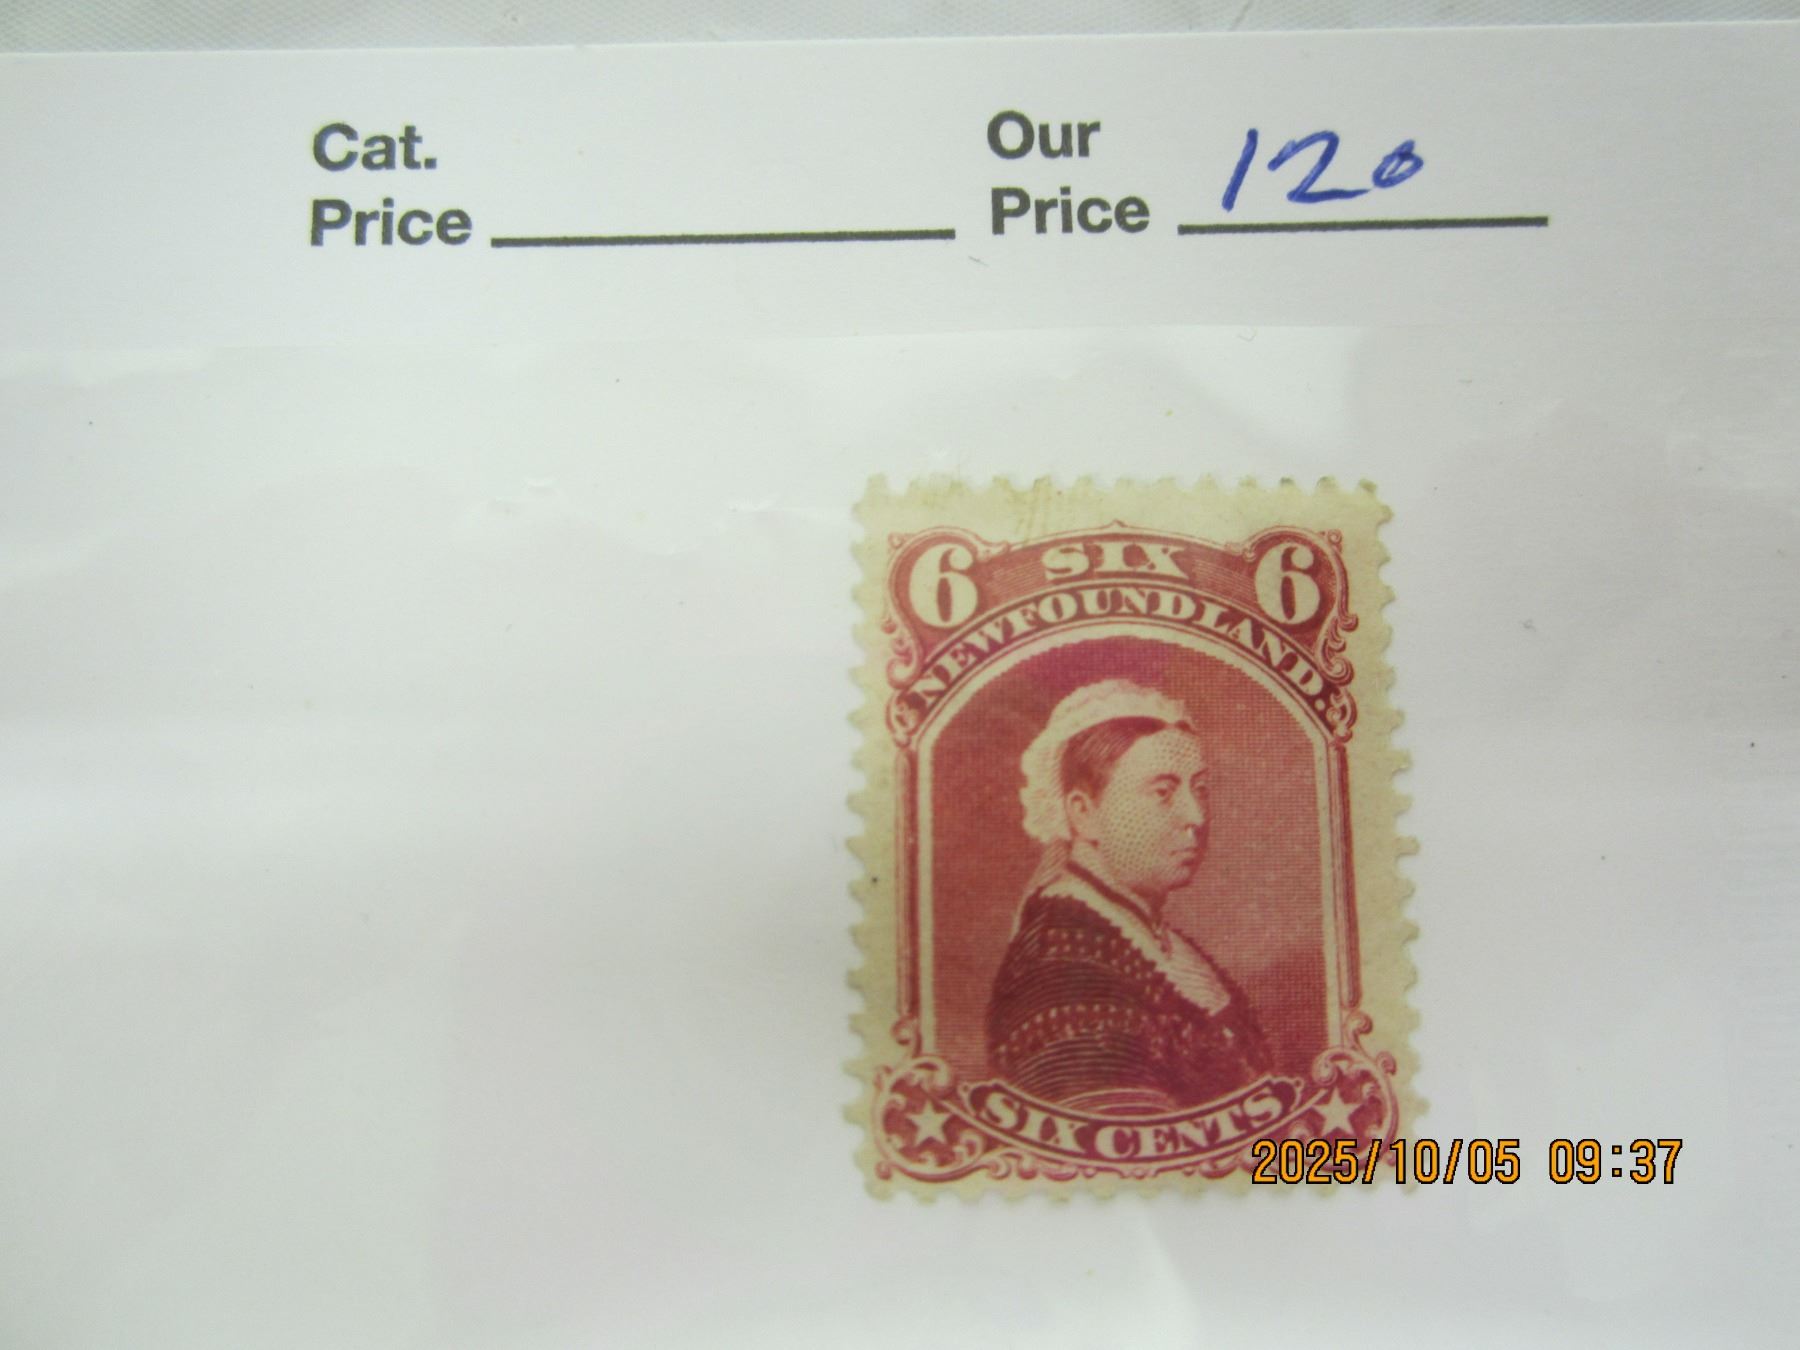 Cat.
Price
Our
Price 120
6 SIX 6
NEWFOUNDLAND.
SIX CENTS
2025/10/05 09:37